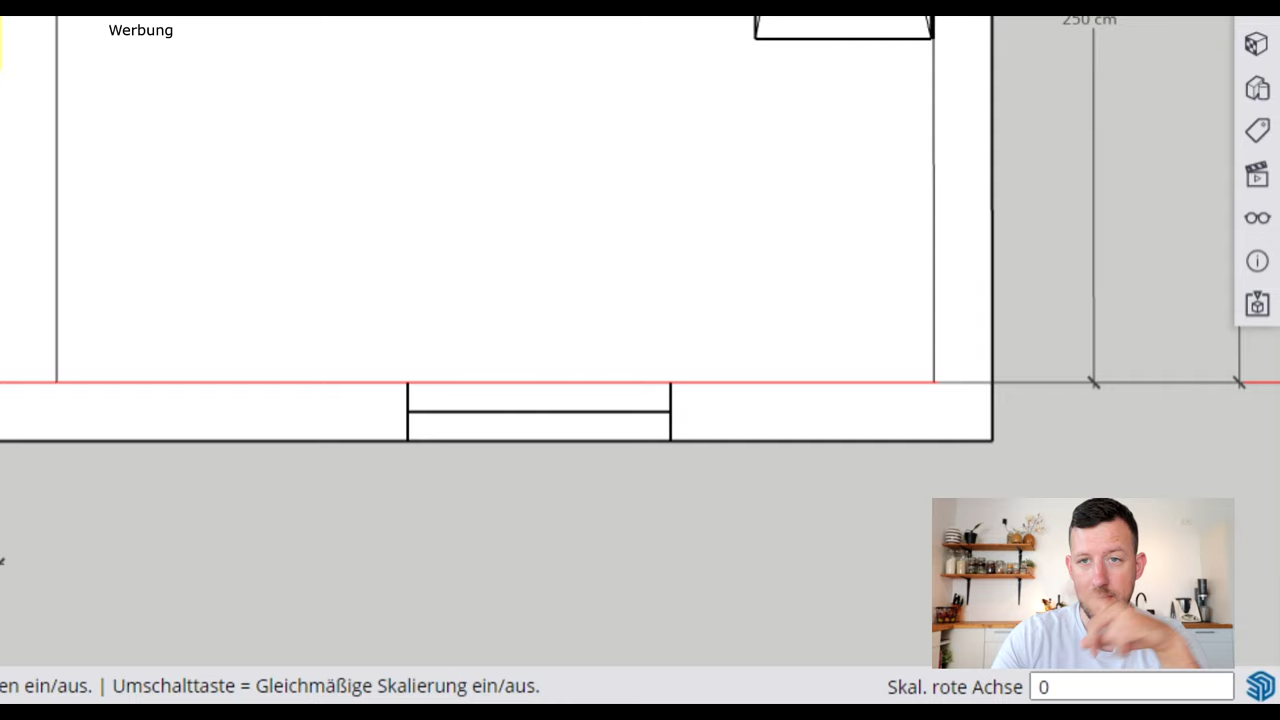 250 cm
Werbung
en ein/aus. | Umschalttaste = Gleichmäßige Skalierung ein/aus.
Skal. rote Achse 0